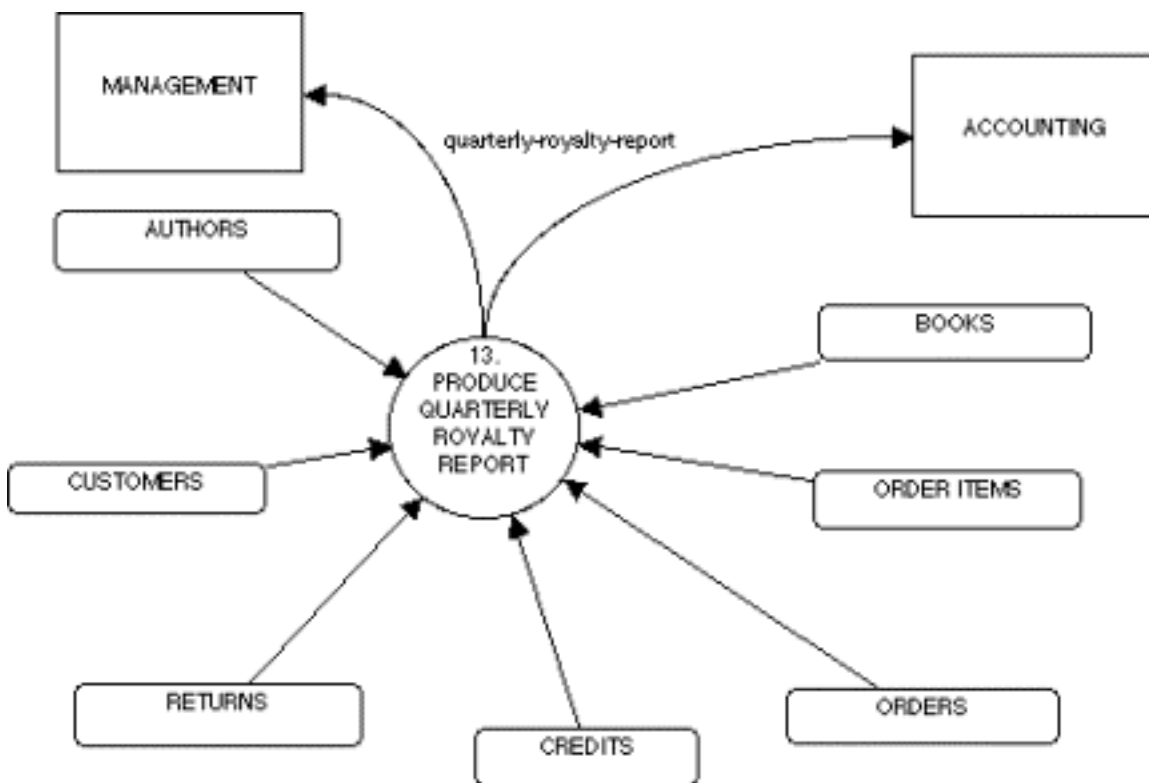 MANAGEMENT
ACCOUNTING
quarterly-royalty-report
AUTHORS
BOOKS
13.
PRODUCE
QUARTERLY
ROYALTY
REPORT
CUSTOMERS
ORDER ITEMS
RETURNS
ORDERS
CREDITS